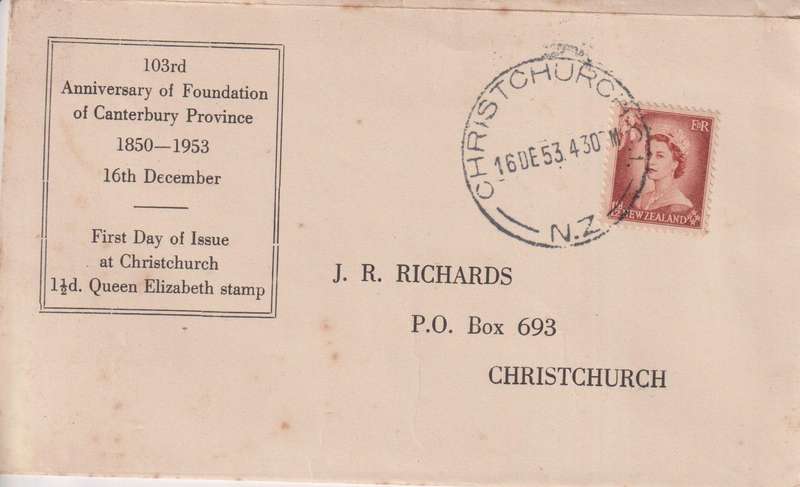 103rd
Anniversary of Foundation
of Canterbury Province
1850—1953
16th December
First Day of Issue
at Christchurch
1½d. Queen Elizabeth stamp
CHRISTCHURCH
16 DE 53 4 30
N.Z
E R
NEW ZEALAND
J. R. RICHARDS
P.O. Box 693
CHRISTCHURCH